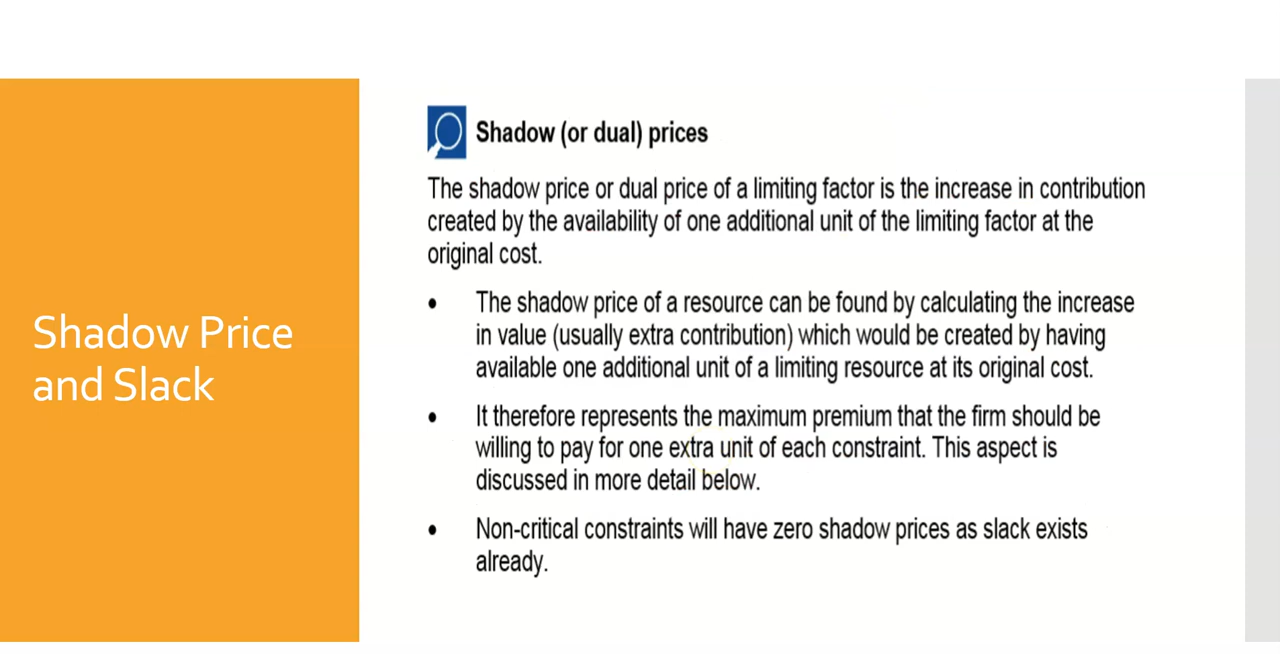 Shadow Price
and Slack
Shadow (or dual) prices
The shadow price or dual price of a limiting factor is the increase in contribution
created by the availability of one additional unit of the limiting factor at the
original cost.
• The shadow price of a resource can be found by calculating the increase
in value (usually extra contribution) which would be created by having
available one additional unit of a limiting resource at its original cost.
• It therefore represents the maximum premium that the firm should be
willing to pay for one extra unit of each constraint. This aspect is
discussed in more detail below.
• Non-critical constraints will have zero shadow prices as slack exists
already.